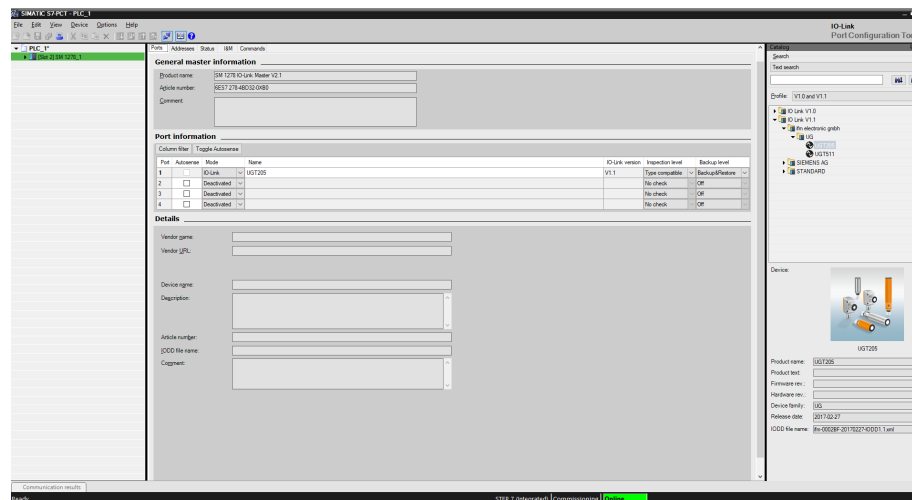 SIMATIC S7-PCT - PLC_1
File Edit View Device Options Help
IO-Link
Port Configuration Too
PLC_1*
[Slot 2] SM 1278_1
Ports Addresses Status I&M Commands
General master information
Product name: SM 1278 IO-Link Master V2.1
Article number: 6ES7 278-4BD32-0XB0
Comment:
Port information
Column filter Toggle Autosense
Port Autosense Mode Name IO-Link version Inspection level Backup level
1 IO-Link UGT205 V1.1 Type compatible Backup&Restore
2 Deactivated No check Off
3 Deactivated No check Off
4 Deactivated No check Off
Details
Vendor name:
Vendor URL:
Device name:
Description:
Article number:
IODD file name:
Comment:
Catalog
Search
Text search
Profile: V1.0 and V1.1
IO Link V1.0
IO Link V1.1
ifm electronic gmbh
UG
UGT511
SIEMENS AG
STANDARD
Device:
UGT205
Product name: UGT205
Product text:
Firmware rev.:
Hardware rev.:
Device family: UG
Release date: 2017-02-27
IODD file name: ifm-0002BF-20170227-IODD1.1.xml
Communication results
Ready STEP 7 (Integrated) Commissioning Online